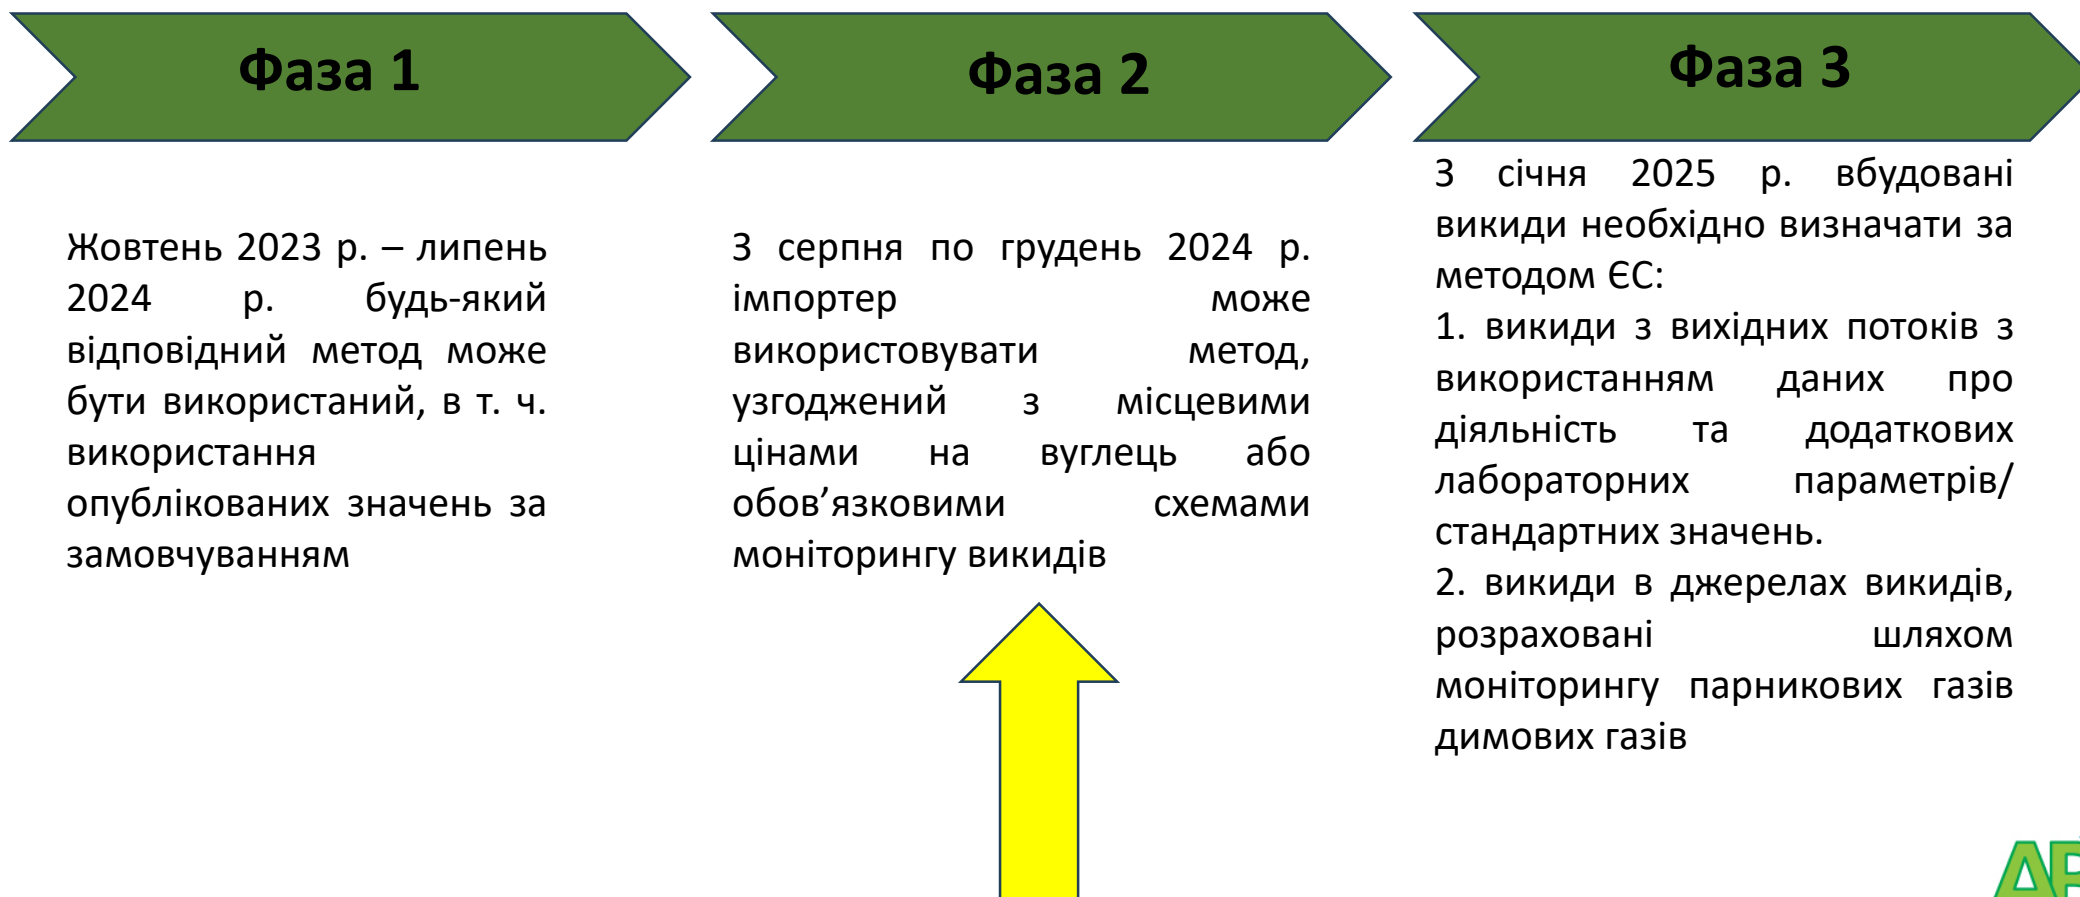 Фаза 1
Фаза 2
Фаза 3
Жовтень 2023 р. – липень
2024 р. будь-який
відповідний метод може
бути використаний, в т. ч.
використання
опублікованих значень за
замовчуванням
З серпня по грудень 2024 р.
імпортер може
використовувати метод,
узгоджений з місцевими
цінами на вуглець або
обов’язковими схемами
моніторингу викидів
З січня 2025 р. вбудовані
викиди необхідно визначати за
методом ЄС:
1. викиди з вихідних потоків з
використанням даних про
діяльність та додаткових
лабораторних параметрів/
стандартних значень.
2. викиди в джерелах викидів,
розраховані шляхом
моніторингу парникових газів
димових газів